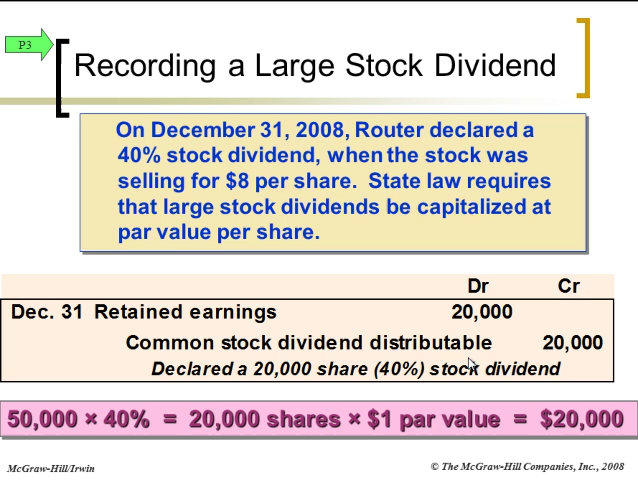 P3
Recording a Large Stock Dividend
On December 31, 2008, Router declared a
40% stock dividend, when the stock was
selling for $8 per share.  State law requires
that large stock dividends be capitalized at
par value per share.
Dr Cr
Dec. 31 Retained earnings 20,000
Common stock dividend distributable 20,000
Declared a 20,000 share (40%) stock dividend
50,000 × 40% = 20,000 shares × $1 par value = $20,000
McGraw-Hill/Irwin © The McGraw-Hill Companies, Inc., 2008